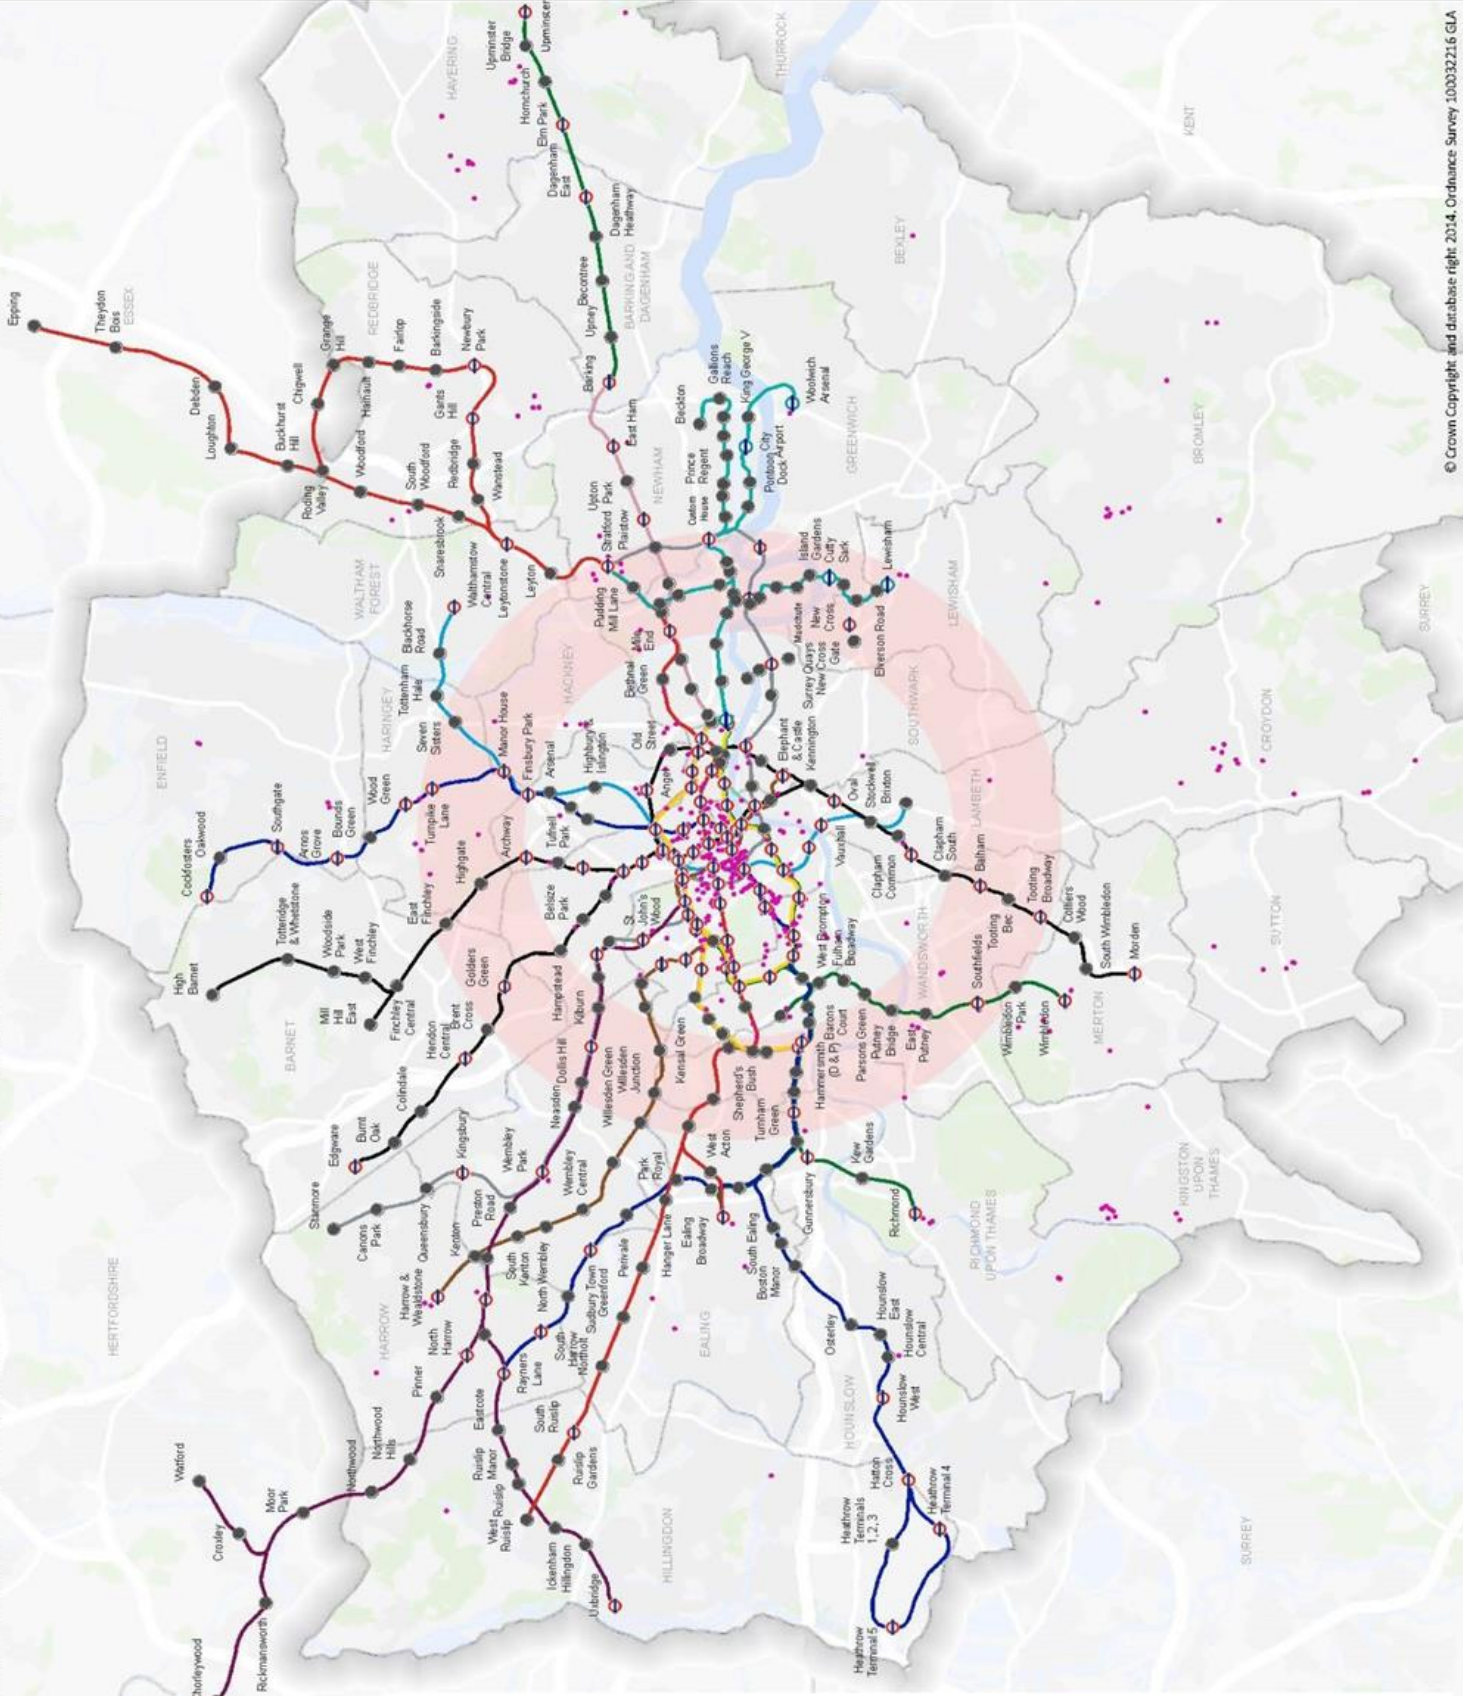 Upminster
Bridge
Upminster
Hornchurch
Elm Park
HAVERING
THURROCK
KENT
Dagenham
East
Dagenham
Heathway
Becontree
BARKING AND
DAGENHAM
Upney
Barking
BEXLEY
Epping
Theydon
Bois
ESSEX
Debden
Loughton
Buckhurst
Hill
Chigwell
Grange
Hill
REDBRIDGE
Hainault
Fairlop
Barkingside
Newbury
Park
Gants
Hill
Redbridge
Wanstead
Roding
Valley
Woodford
South
Woodford
Snaresbrook
East Ham
Upton
Park
NEWHAM
Plaistow
Stratford
Beckton
Gallions
Reach
King George V
Woolwich
Arsenal
Prince
Regent
Custom
House
Pontoon
Dock
City
Airport
GREENWICH
BROMLEY
WALTHAM
FOREST
Walthamstow
Central
Leytonstone
Leyton
Blackhorse
Road
Tottenham
Hale
Seven
Sisters
HARINGEY
HACKNEY
Manor House
Finsbury Park
Arsenal
Highbury &
Islington
Pudding
Mill Lane
Mile
End
Bethnal
Green
Old
Street
Angel
Island
Gardens
Cutty
Sark
Lewisham
Mudchute
New
Cross
Elverson Road
Surrey Quays
New Cross
Gate
LEWISHAM
SOUTHWARK
Elephant
& Castle
Kennington
Oval
Stockwell
Brixton
LAMBETH
Vauxhall
CROYDON
SURREY
ENFIELD
Cockfosters
Oakwood
Southgate
Arnos
Grove
Bounds
Green
Wood
Green
Turnpike
Lane
Highgate
Archway
Tufnell
Park
Belsize
Park
St.
John's
Wood
High
Barnet
Totteridge
& Whetstone
Woodside
Park
West
Finchley
Mill
Hill
East
Finchley
Central
East
Finchley
BARNET
Golders
Green
Brent
Cross
Hendon
Central
Colindale
Burnt
Oak
Edgware
Hampstead
Kilburn
Willesden Green
Dollis Hill
Neasden
Willesden
Junction
Kensal Green
Clapham
Common
Clapham
South
Balham
Tooting
Bec
Tooting
Broadway
Colliers
Wood
South Wimbledon
Morden
SUTTON
West Brompton
Fulham
Broadway
WANDSWORTH
Parsons Green
Putney
Bridge
East
Putney
Southfields
Wimbledon
Park
Wimbledon
MERTON
Barons
Court
Hammersmith
(D & P)
Shepherd's
Bush
Turnham
Green
Kew
Gardens
Gunnersbury
Richmond
RICHMOND
UPON THAMES
KINGSTON
UPON
THAMES
Stanmore
Canons
Park
Queensbury
Kingsbury
Wembley
Park
Preston
Road
Wembley
Central
Kenton
South
Kenton
North Wembley
Harrow &
Wealdstone
HARROW
North
Harrow
Pinner
Northwood
Hills
Northwood
Moor
Park
Watford
Croxley
Rickmansworth
Chorleywood
HERTFORDSHIRE
Park
Royal
West
Acton
Ealing
Broadway
Hanger Lane
Perivale
Greenford
Sudbury Town
South
Harrow
Northolt
Rayners
Lane
Eastcote
Ruislip
Manor
Ruislip
South
Ruislip
Ruislip
Gardens
West
Ruislip
Ickenham
Hillingdon
Uxbridge
HILLINGDON
EALING
South Ealing
Boston
Manor
Osterley
Hounslow
East
Hounslow
Central
Hounslow
West
HOUNSLOW
Hatton
Cross
Heathrow
Terminal 4
Heathrow
Terminals
1, 2, 3
Heathrow
Terminal 5
SURREY
© Crown Copyright and database right 2014. Ordnance Survey 100032216 GLA